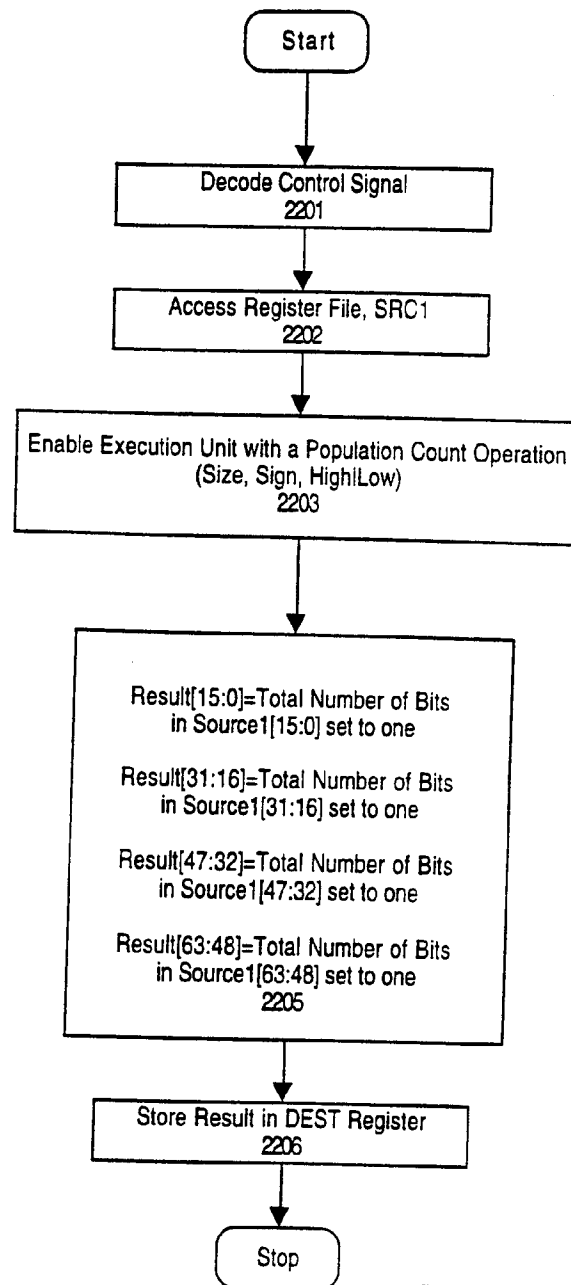 Start
Decode Control Signal
2201
Access Register File, SRC1
2202
Enable Execution Unit with a Population Count Operation
(Size, Sign, High|Low)
2203
Result[15:0]=Total Number of Bits
in Source1[15:0] set to one
Result[31:16]=Total Number of Bits
in Source1[31:16] set to one
Result[47:32]=Total Number of Bits
in Source1[47:32] set to one
Result[63:48]=Total Number of Bits
in Source1[63:48] set to one
2205
Store Result in DEST Register
2206
Stop